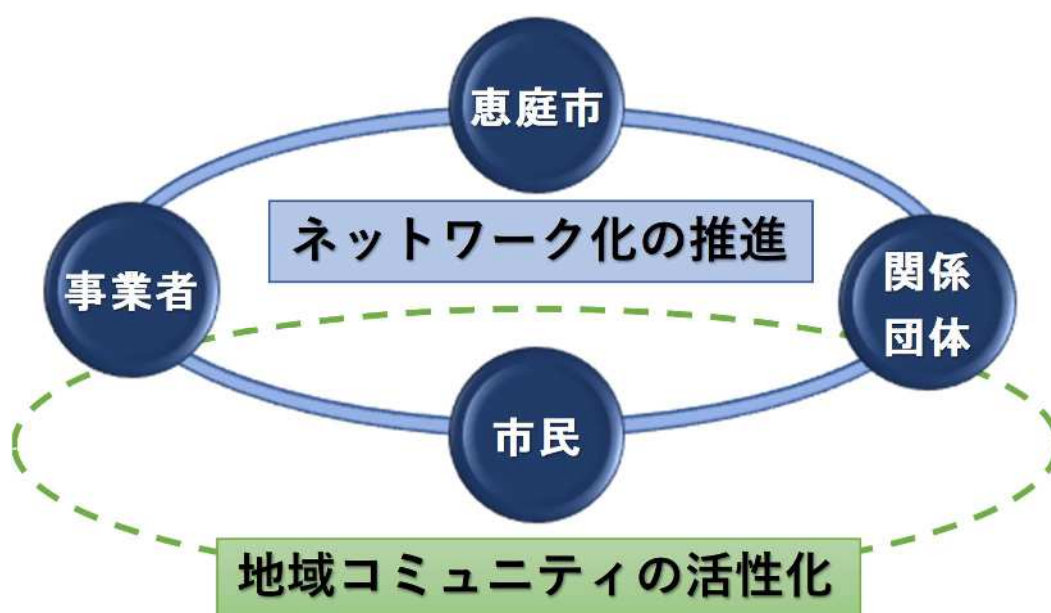 恵庭市
ネットワーク化の推進
事業者
関係
団体
市民
地域コミュニティの活性化